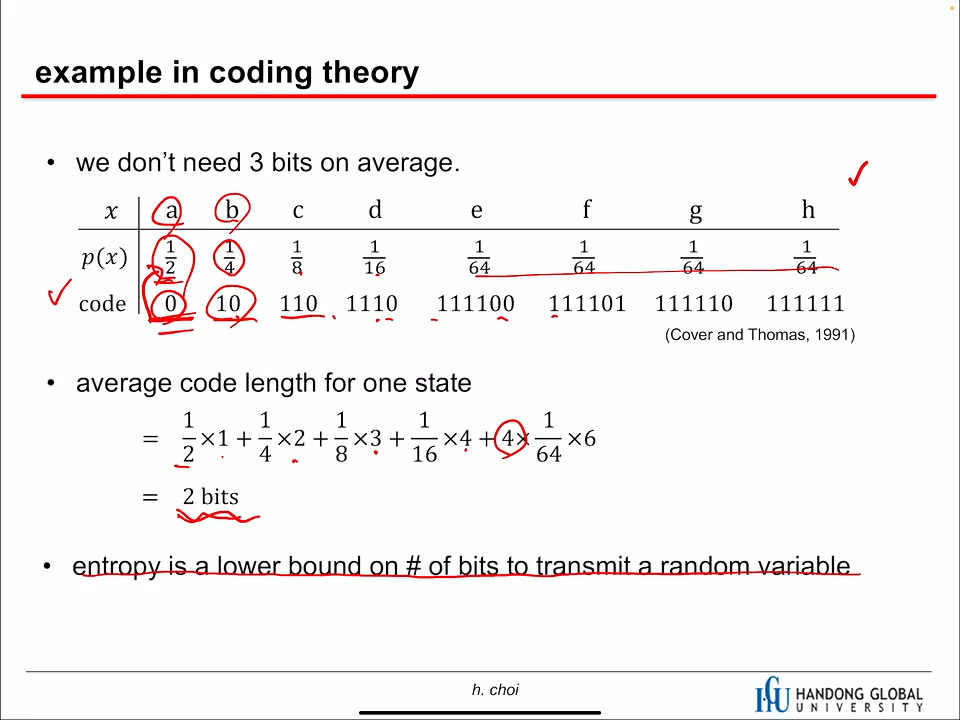 example in coding theory
• we don't need 3 bits on average.
x a b c d e f g h
p(x) 1/2 1/4 1/8 1/16 1/64 1/64 1/64 1/64
code 0 10 110 1110 111100 111101 111110 111111
(Cover and Thomas, 1991)
• average code length for one state
= 1/2 ×1 + 1/4 ×2 + 1/8 ×3 + 1/16 ×4 + 4× 1/64 ×6
= 2 bits
• entropy is a lower bound on # of bits to transmit a random variable
h. choi
HANDONG GLOBAL
UNIVERSITY